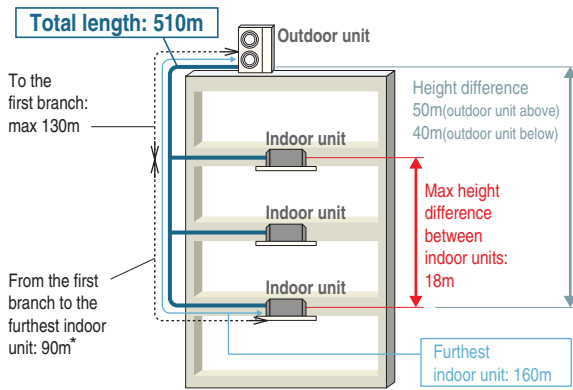 Total length: 510m
Outdoor unit
To the
first branch:
max 130m
Height difference
50m(outdoor unit above)
40m(outdoor unit below)
Indoor unit
Max height
difference
between
indoor units:
18m
Indoor unit
From the first
branch to the
furthest indoor
unit: 90m*
Indoor unit
Furthest
indoor unit: 160m